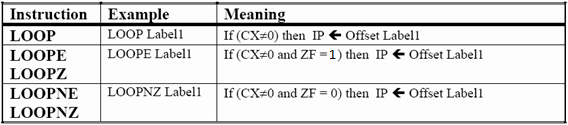 Instruction Example Meaning
LOOP LOOP Label1 If (CX≠0) then IP 🡰 Offset Label1
LOOPE LOOPE Label1 If (CX≠0 and ZF = 1) then IP 🡰 Offset Label1
LOOPZ
LOOPNE LOOPNZ Label1 If (CX≠0 and ZF = 0) then IP 🡰 Offset Label1
LOOPNZ